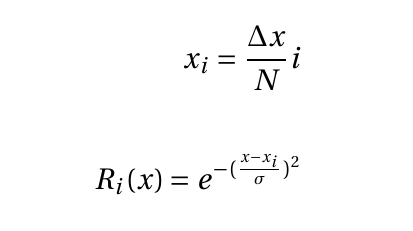 x_i = \frac{\Delta x}{N} i
R_i(x) = e^{-(\frac{x-x_i}{\sigma})^2}